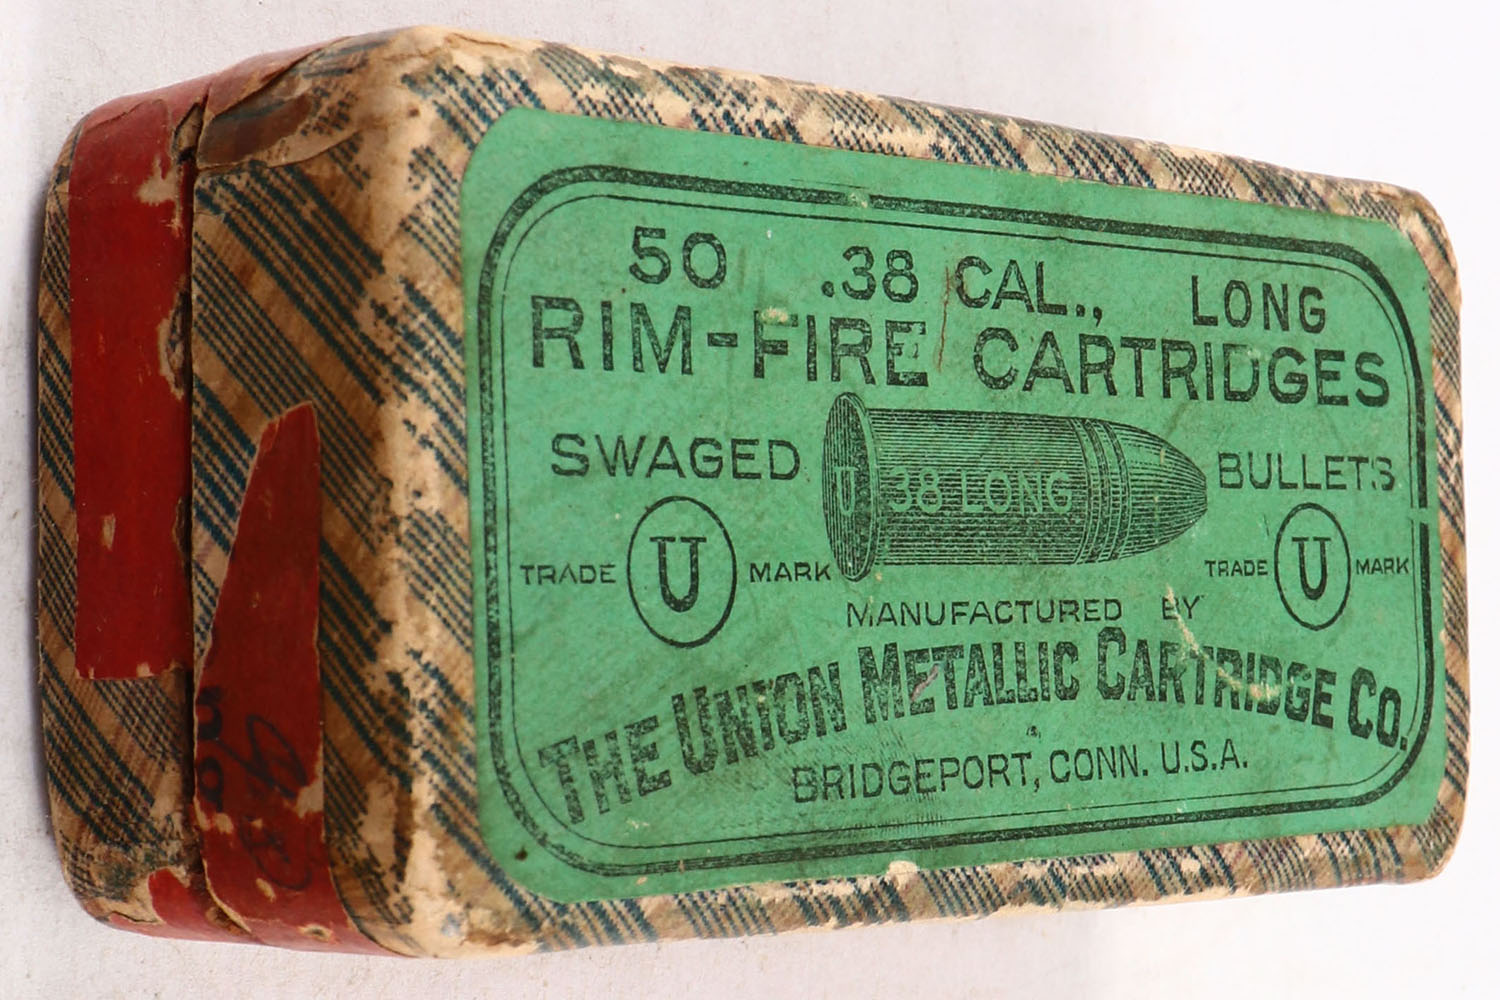 50 .38 CAL., LONG
RIM-FIRE CARTRIDGES
SWAGED BULLETS
U 38 LONG
TRADE U MARK
TRADE U MARK
MANUFACTURED BY
THE UNION METALLIC CARTRIDGE CO.
BRIDGEPORT, CONN. U.S.A.